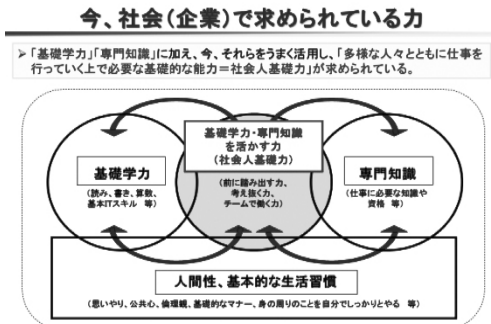 今、社会(企業)で求められている力
➢「基礎学力」「専門知識」に加え、今、それらをうまく活用し、「多様な人々とともに仕事を
行っていく上で必要な基礎的な能力=社会人基礎力」が求められている。
基礎学力・専門知識
を活かす力
(社会人基礎力)
(前に踏み出す力、
考え抜く力、
チームで働く力)
基礎学力
(読み、書き、算数、
基本ITスキル 等)
専門知識
(仕事に必要な知識や
資格 等)
人間性、基本的な生活習慣
(思いやり、公共心、倫理観、基礎的なマナー、身の周りのことを自分でしっかりとやる 等)